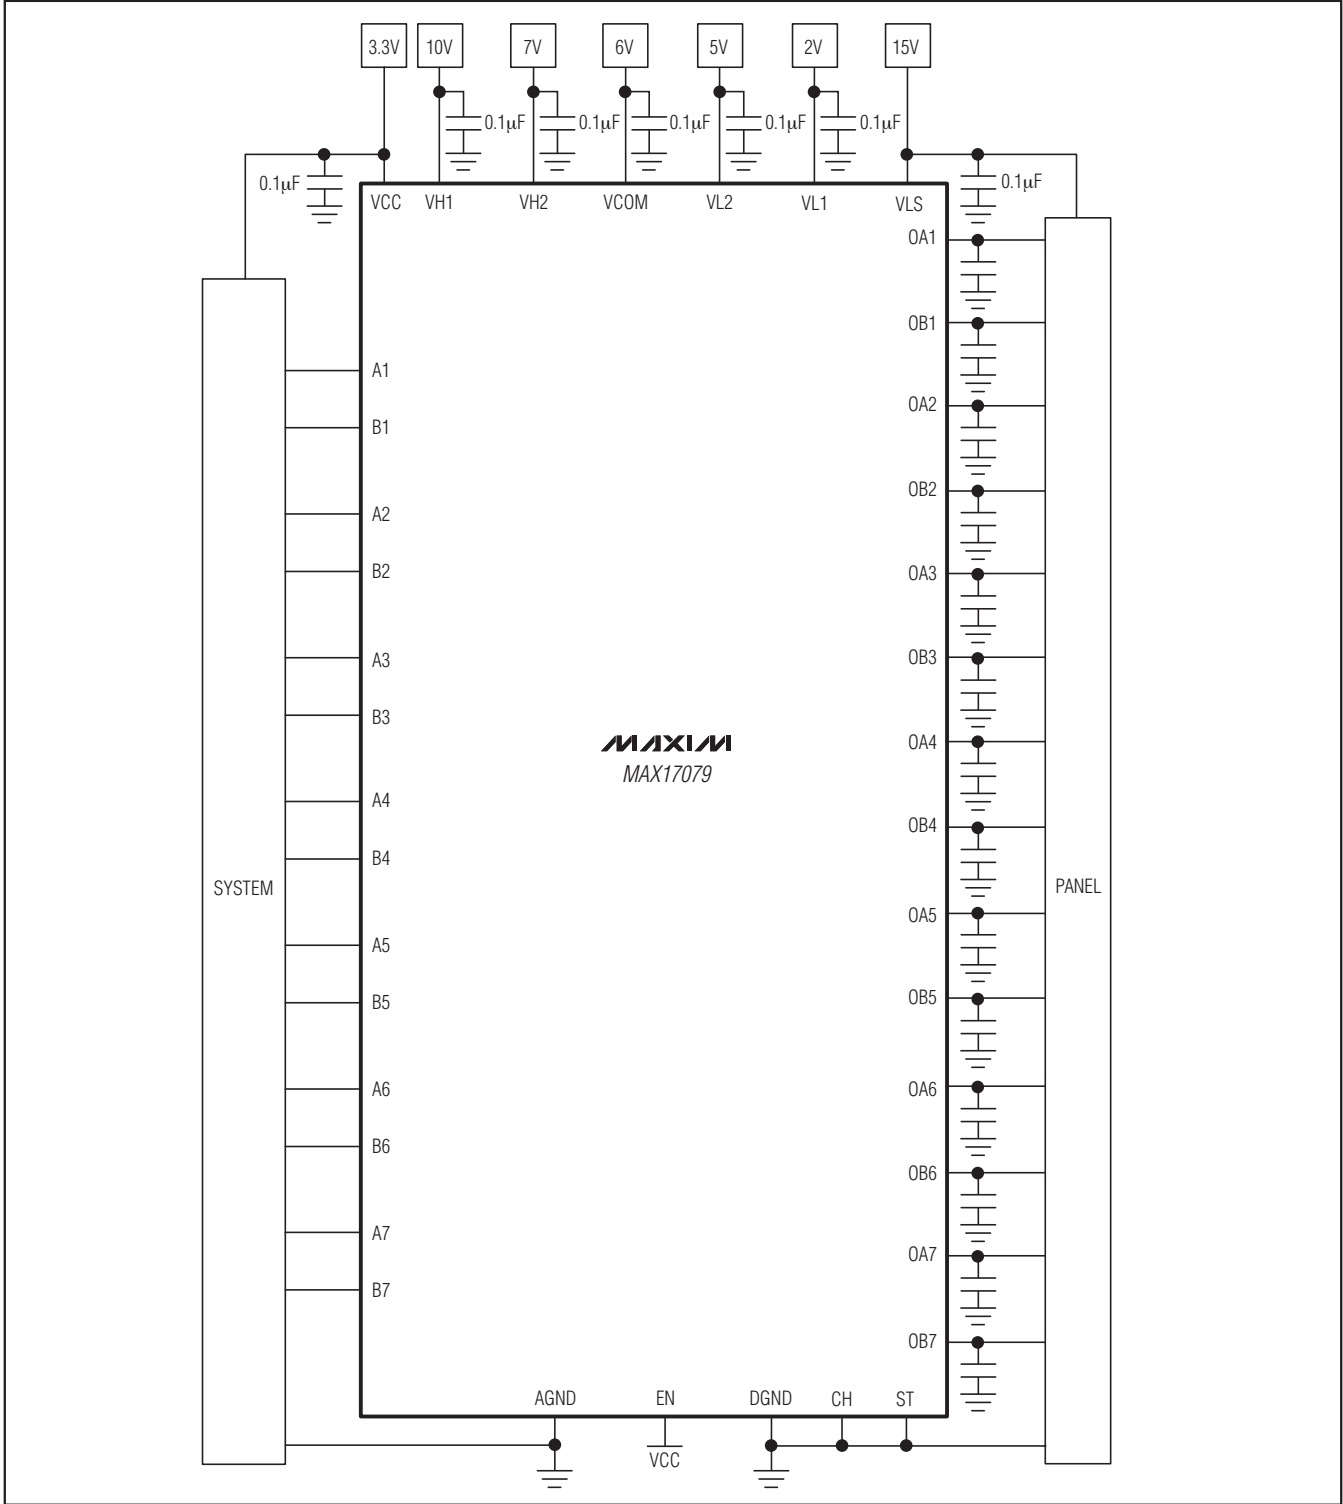 3.3V 10V 7V 6V 5V 2V 15V
0.1µF 0.1µF 0.1µF 0.1µF 0.1µF
0.1µF 0.1µF
VCC VH1 VH2 VCOM VL2 VL1 VLS
OA1
OB1
A1
OA2
B1
OB2
A2
B2 OA3
A3 OB3
B3
OA4
MAXIM
MAX17079
A4
OB4
B4
SYSTEM PANEL
OA5
A5
B5 OB5
A6 OA6
B6
OB6
A7
OA7
B7
OB7
AGND EN DGND CH ST
VCC